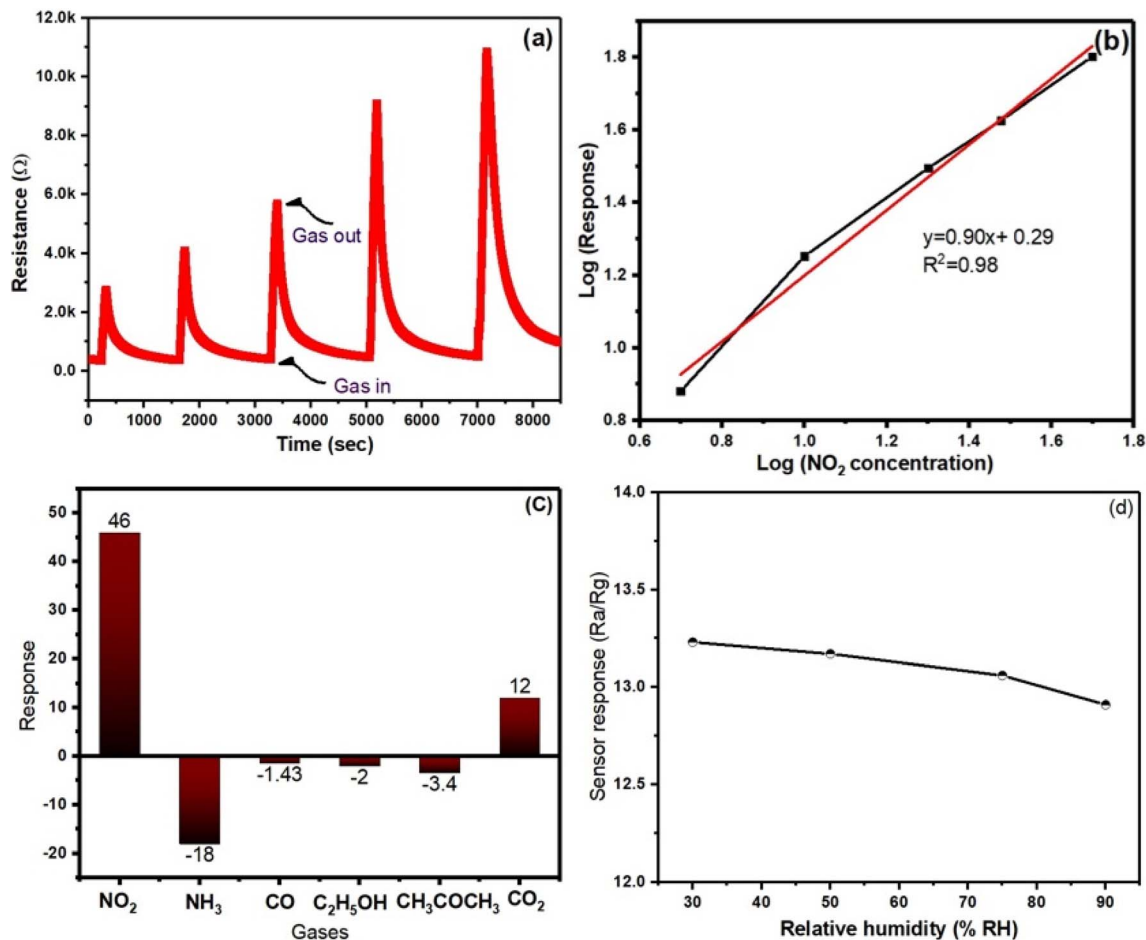 (a)
12.0k
10.0k
8.0k
6.0k
4.0k
2.0k
0.0
Resistance (Ω)
Gas out
Gas in
0 1000 2000 3000 4000 5000 6000 7000 8000
Time (sec)
(b)
1.8
1.6
1.4
1.2
1.0
0.8
Log (Response)
y=0.90x+ 0.29
R²=0.98
0.6 0.8 1.0 1.2 1.4 1.6 1.8
Log (NO₂ concentration)
(C)
50
40
30
20
10
0
-10
-20
Response
46
-18
-1.43
-2
-3.4
12
NO₂ NH₃ CO C₂H₅OH CH₃COCH₃ CO₂
Gases
(d)
14.0
13.5
13.0
12.5
12.0
Sensor response (Ra/Rg)
30 40 50 60 70 80 90
Relative humidity (% RH)